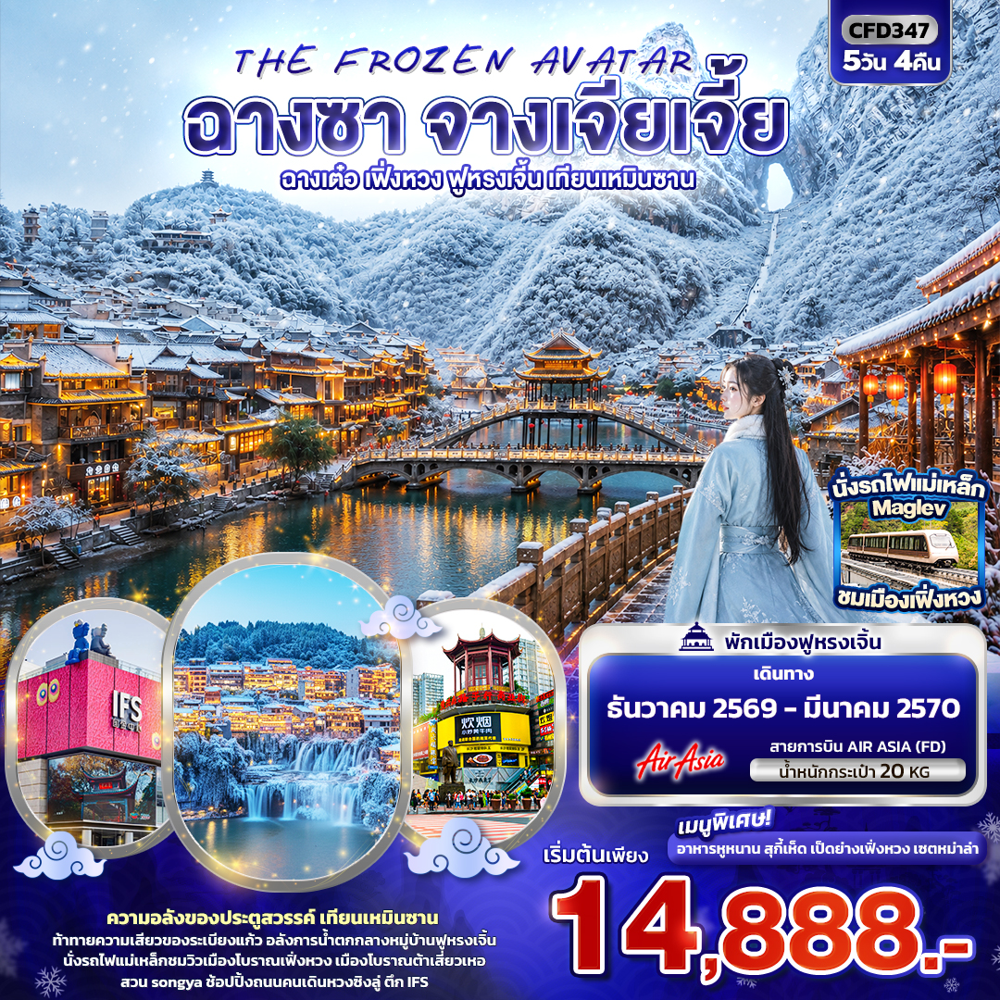 CFD347
5วัน 4คืน
THE FROZEN AVATAR
ฉางซา จางเจียเจี้ย
ฉางเต๋อ เฟิ่งหวง ฟูหรงเจิ้น เทียนเหมินซาน
นั่งรถไฟแม่เหล็ก
Maglev
ชมเมืองเฟิ่งหวง
IFS
炊烟
小炒黄牛肉
พักเมืองฟูหรงเจิ้น
เดินทาง
ธันวาคม 2569 - มีนาคม 2570
AirAsia
สายการบิน AIR ASIA (FD)
น้ำหนักกระเป๋า 20 KG
เมนูพิเศษ!
อาหารหูหนาน สุกี้เห็ด เป็ดย่างเฟิ่งหวง เซตหม่าล่า
เริ่มต้นเพียง
14,888.-
ความอลังของประตูสวรรค์ เทียนเหมินซาน
ท้าทายความเสียวของระเบียงแก้ว อลังการน้ำตกกลางหมู่บ้านฟูหรงเจิ้น
นั่งรถไฟแม่เหล็กชมวิวเมืองโบราณเฟิ่งหวง เมืองโบราณต้าเสี่ยวเหอ
สวน songya ช้อปปิ้งถนนคนเดินหวงซิงลู่ ตึก IFS